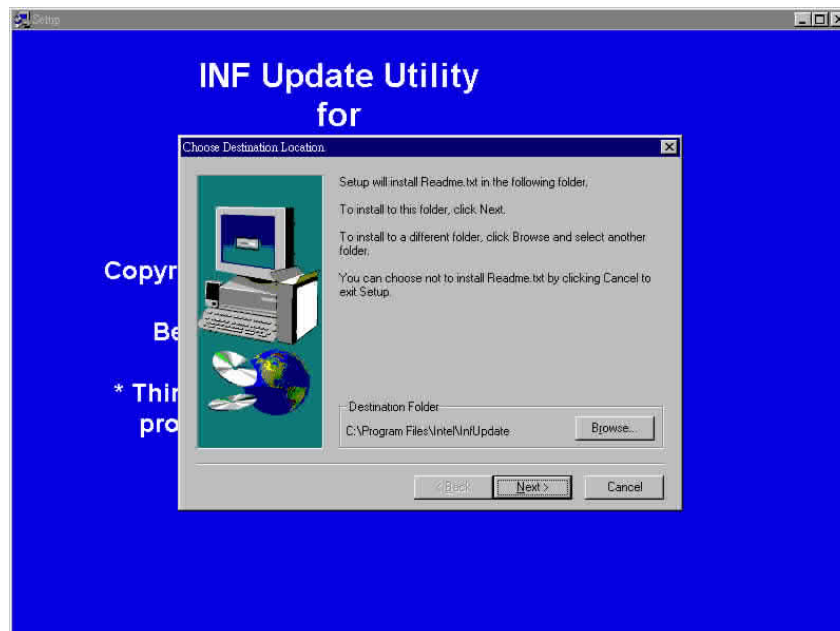 Setup
INF Update Utility
for
Choose Destination Location
Setup will install Readme.txt in the following folder.
To install to this folder, click Next.
To install to a different folder, click Browse and select another
folder.
You can choose not to install Readme.txt by clicking Cancel to
exit Setup.
Copyr
Be
* Thir
pro
Destination Folder
C:\Program Files\Intel\InfUpdate
Browse...
< Back
Next >
Cancel